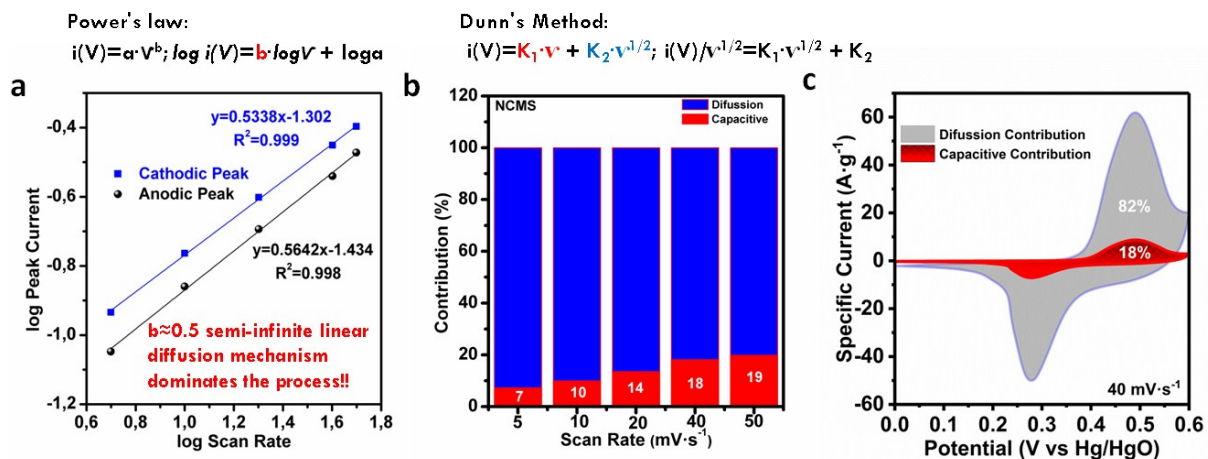 Power's law:
i(V)=a·v^b; log i(V)=b·logv + loga
Dunn's Method:
i(V)=K₁·v + K₂·v^1/2; i(V)/v^1/2=K₁·v^1/2 + K₂
a
log Peak Current
-0,4
-0,6
-0,8
-1,0
-1,2
y=0.5338x-1.302
R²=0.999
Cathodic Peak
Anodic Peak
y=0.5642x-1.434
R²=0.998
b≈0.5 semi-infinite linear
diffusion mechanism
dominates the process!!
0,6 0,8 1,0 1,2 1,4 1,6 1,8
log Scan Rate
b
Contribution (%)
120
100
80
60
40
20
0
NCMS
Difussion
Capacitive
7 10 14 18 19
5 10 20 40 50
Scan Rate (mV·s⁻¹)
c
Specific Current (A·g⁻¹)
60
40
20
0
-20
-40
-60
Difussion Contribution
Capacitive Contribution
82%
18%
40 mV·s⁻¹
0.0 0.1 0.2 0.3 0.4 0.5 0.6
Potential (V vs Hg/HgO)